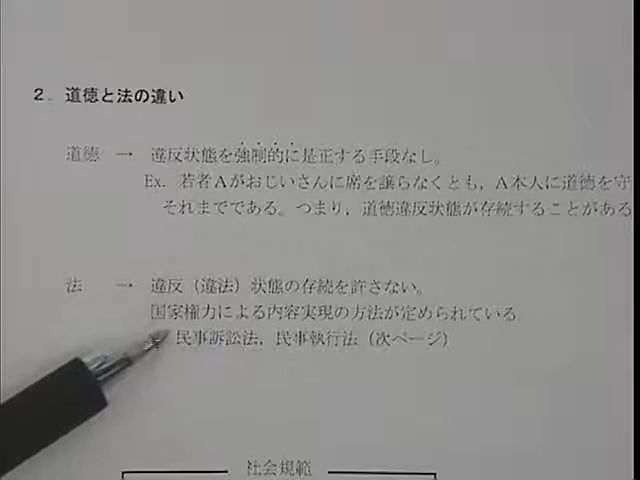 2. 道徳と法の違い
道徳 → 違反状態を強制的に是正する手段なし。
Ex. 若者Aがおじいさんに席を譲らなくとも，A本人に道徳を守
それまでである。つまり，道徳違反状態が存続することがある
法 → 違反（違法）状態の存続を許さない。
国家権力による内容実現の方法が定められている
民事訴訟法，民事執行法（次ページ）
社会規範